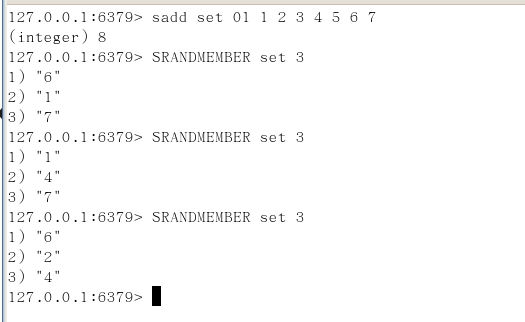 127.0.0.1:6379> sadd set 01 1 2 3 4 5 6 7
(integer) 8
127.0.0.1:6379> SRANDMEMBER set 3
1) "6"
2) "1"
3) "7"
127.0.0.1:6379> SRANDMEMBER set 3
1) "1"
2) "4"
3) "7"
127.0.0.1:6379> SRANDMEMBER set 3
1) "6"
2) "2"
3) "4"
127.0.0.1:6379>